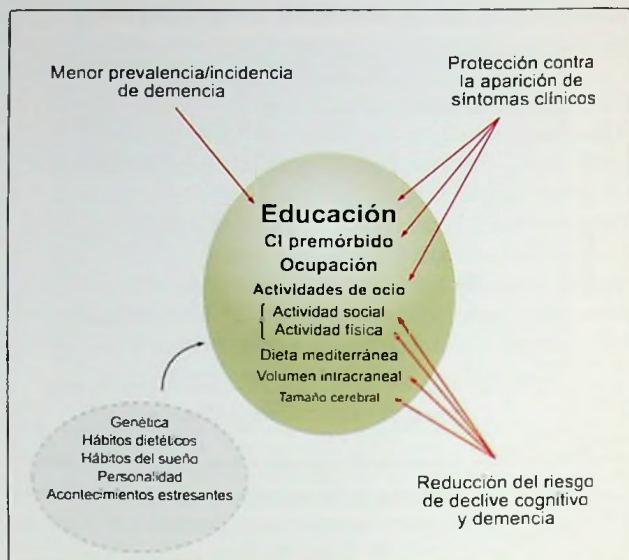 Menor prevalencia/incidencia
de demencia
Protección contra
la aparición de
síntomas clínicos
Educación
CI premórbido
Ocupación
Actividades de ocio
Actividad social
Actividad física
Dieta mediterránea
Volumen intracraneal
Tamaño cerebral
Genética
Hábitos dietéticos
Hábitos del sueño
Personalidad
Acontecimientos estresantes
Reducción del riesgo
de declive cognitivo
y demencia